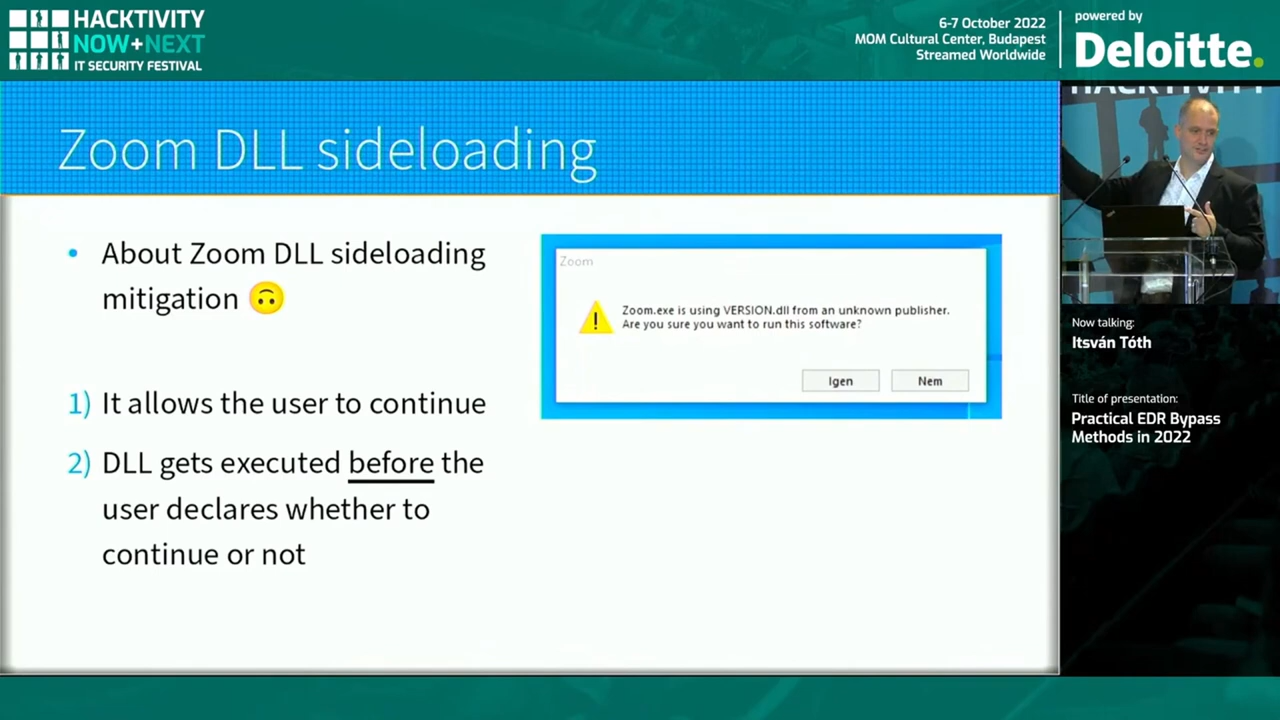 HACKTIVITY
NOW+NEXT
IT SECURITY FESTIVAL
6-7 October 2022
MOM Cultural Center, Budapest
Streamed Worldwide
powered by
Deloitte.
Zoom DLL sideloading
• About Zoom DLL sideloading
mitigation 🙃
1) It allows the user to continue
2) DLL gets executed before the
user declares whether to
continue or not
Zoom
Zoom.exe is using VERSION.dll from an unknown publisher.
Are you sure you want to run this software?
Igen
Nem
HACKTIVITY
Now talking:
Itsván Tóth
Title of presentation:
Practical EDR Bypass
Methods in 2022